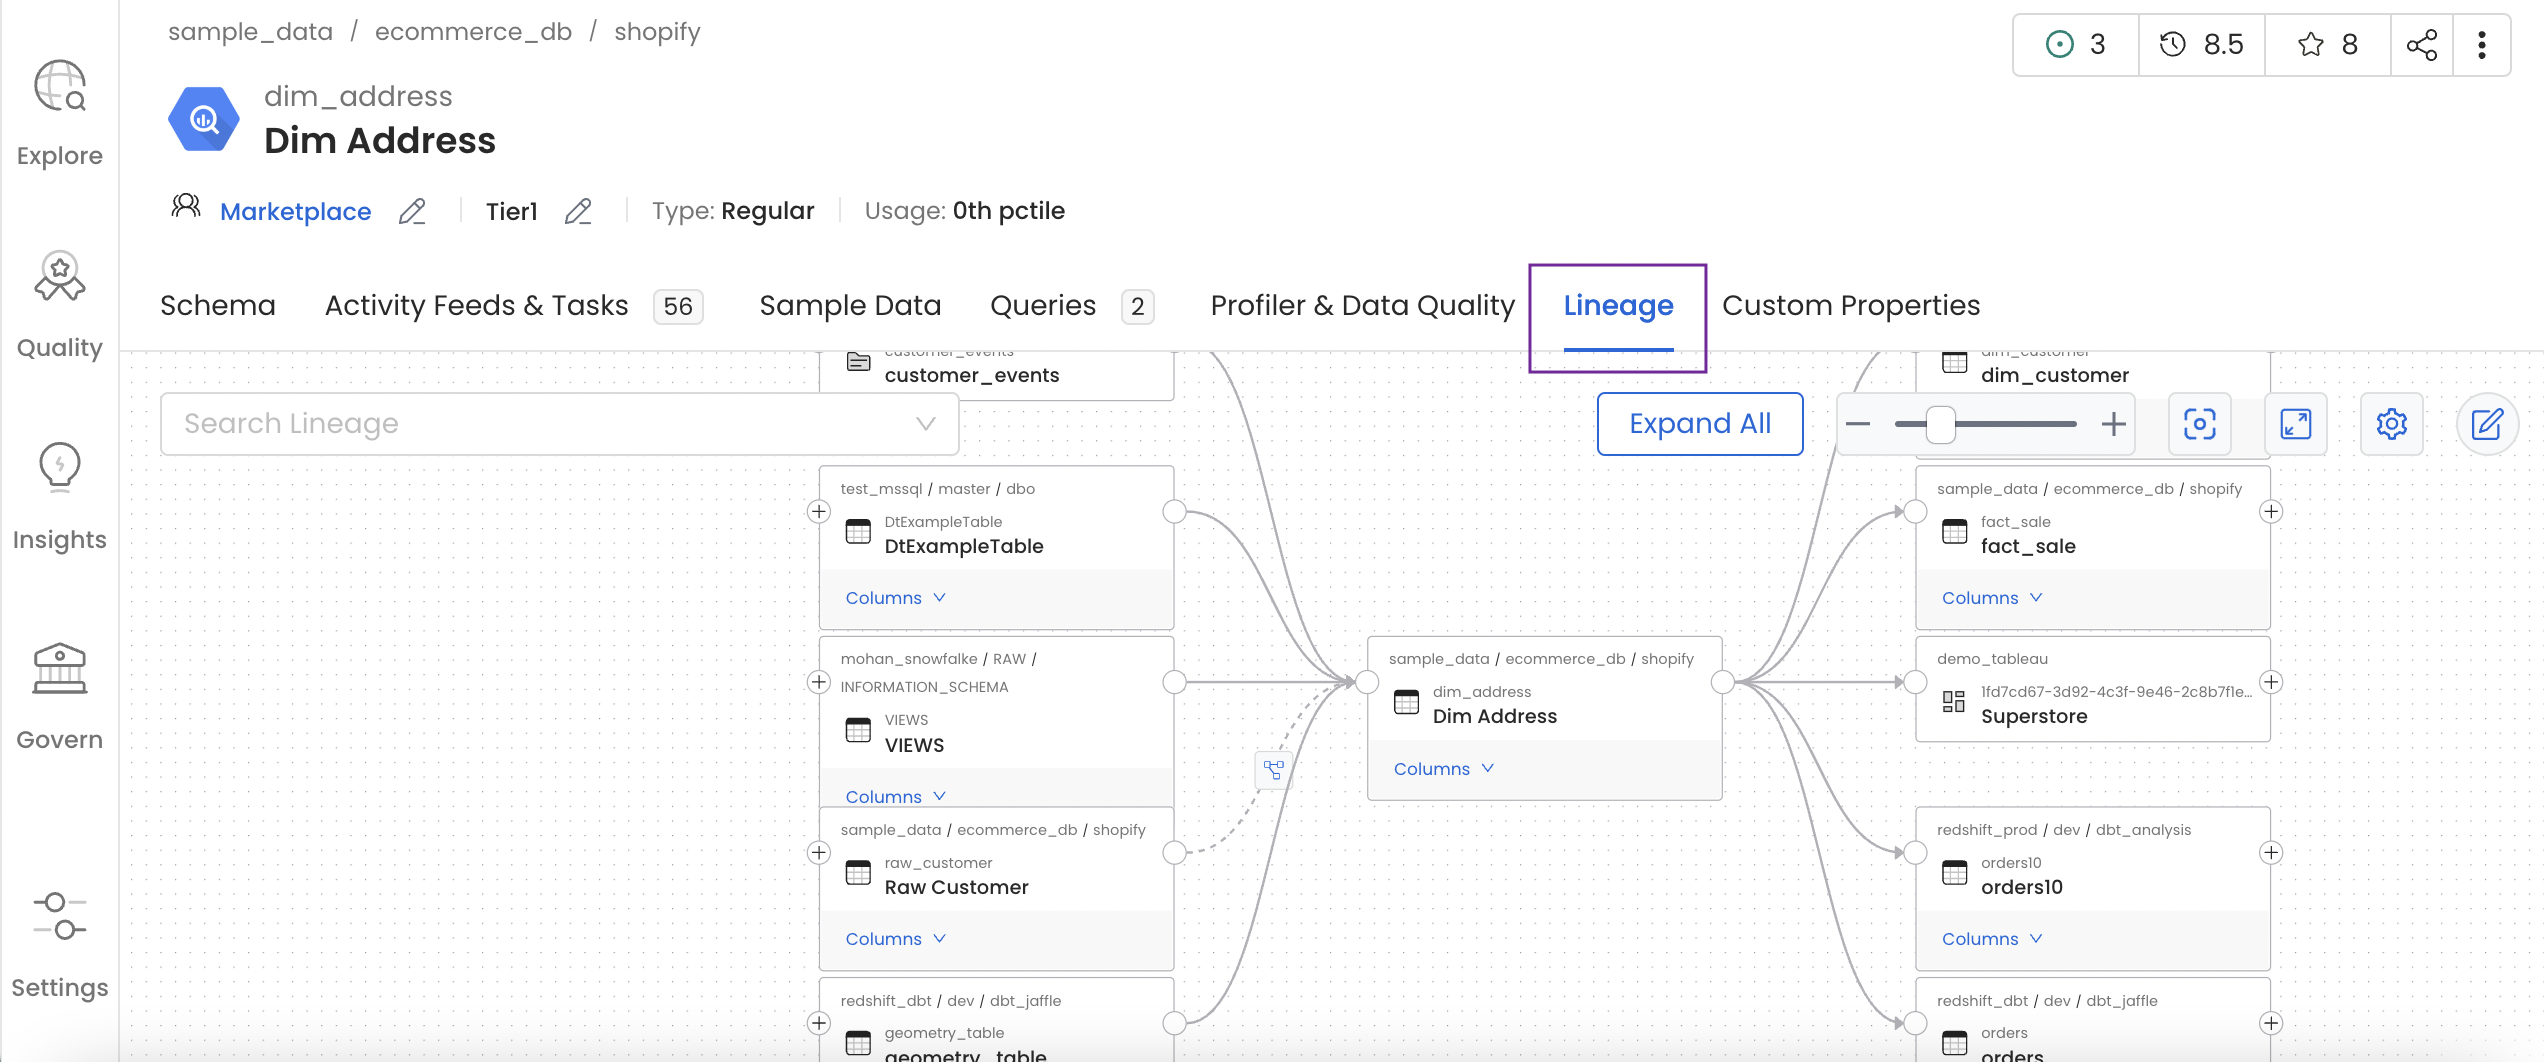 sample_data / ecommerce_db / shopify
3
8.5
8
dim_address
Dim Address
Marketplace
Tier1
Type: Regular
Usage: 0th pctile
Explore
Quality
Insights
Govern
Settings
Schema
Activity Feeds & Tasks 56
Sample Data
Queries 2
Profiler & Data Quality
Lineage
Custom Properties
customer_events
customer_events
Search Lineage
Expand All
test_mssql / master / dbo
DtExampleTable
DtExampleTable
Columns
mohan_snowfalke / RAW /
INFORMATION_SCHEMA
VIEWS
VIEWS
Columns
sample_data / ecommerce_db / shopify
raw_customer
Raw Customer
Columns
redshift_dbt / dev / dbt_jaffle
geometry_table
geometry_table
sample_data / ecommerce_db / shopify
dim_address
Dim Address
Columns
dim_customer
dim_customer
sample_data / ecommerce_db / shopify
fact_sale
fact_sale
Columns
demo_tableau
1fd7cd67-3d92-4c3f-9e46-2c8b7f1e...
Superstore
redshift_prod / dev / dbt_analysis
orders10
orders10
Columns
redshift_dbt / dev / dbt_jaffle
orders
orders